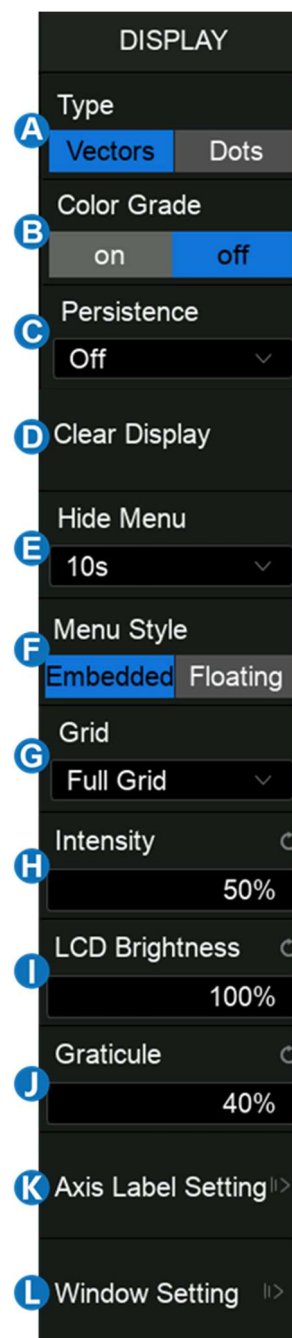 DISPLAY
Type
A
Vectors Dots
Color Grade
B
on off
Persistence
C
Off
D Clear Display
Hide Menu
E
10s
Menu Style
F
Embedded Floating
Grid
G
Full Grid
Intensity
H
50%
LCD Brightness
I
100%
Graticule
J
40%
K Axis Label Setting
L Window Setting